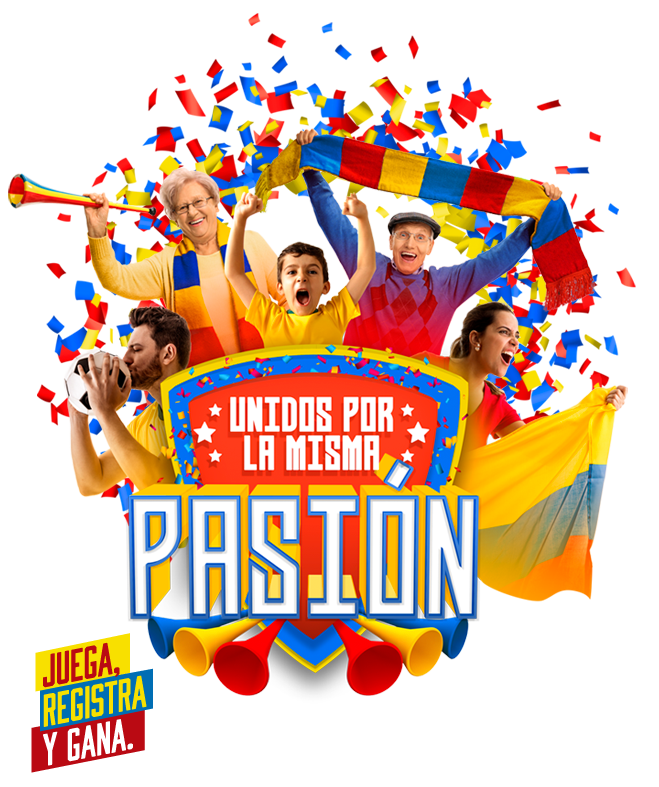 UNIDOS POR
LA MISMA
PASIÓN
JUEGA,
REGISTRA
Y GANA.